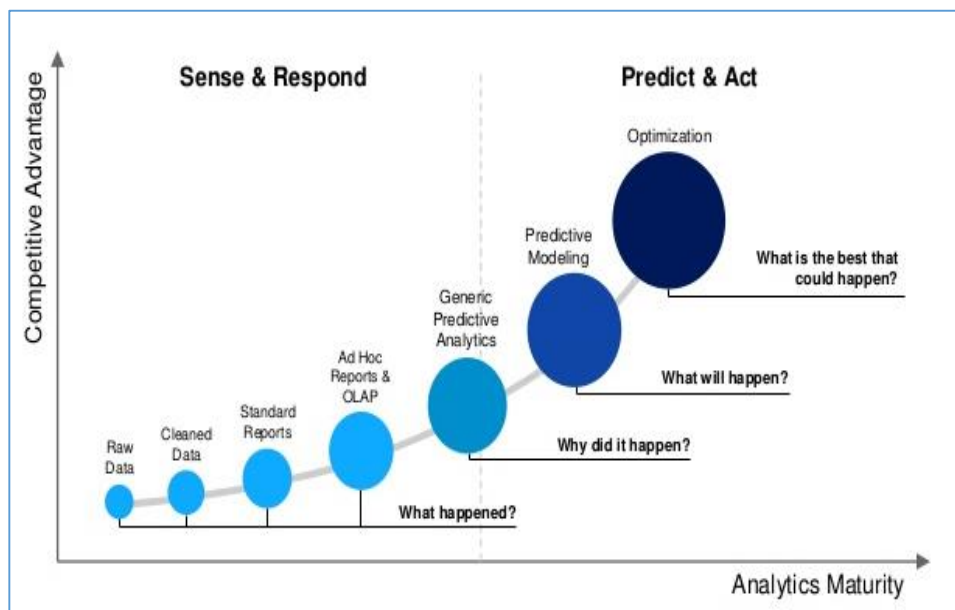 Sense & Respond
Predict & Act
Competitive Advantage
Optimization
Predictive
Modeling
What is the best that
could happen?
Generic
Predictive
Analytics
Ad Hoc
Reports &
OLAP
What will happen?
Standard
Reports
Cleaned
Data
Raw
Data
Why did it happen?
What happened?
Analytics Maturity